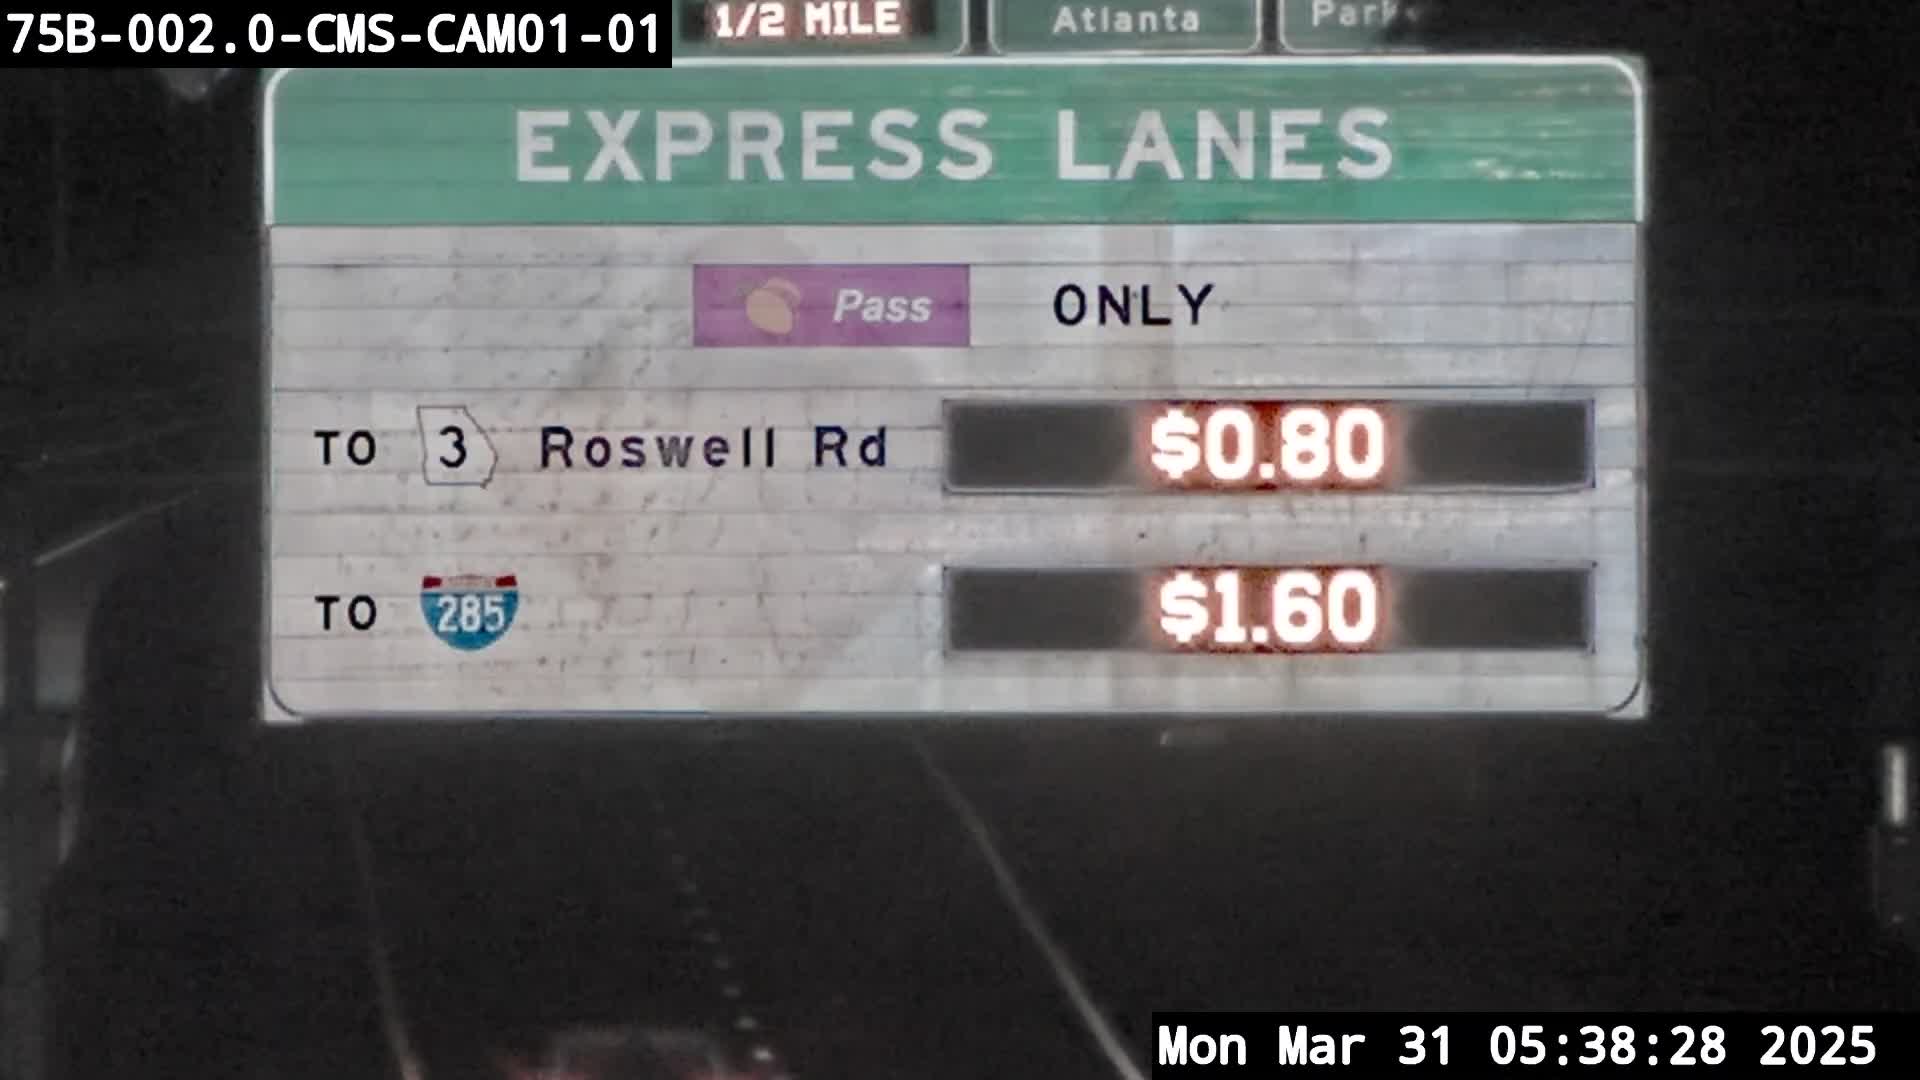 75B-002.0-CMS-CAM01-01
1/2 MILE
Atlanta
EXPRESS LANES
Pass ONLY
TO 3 Roswell Rd $0.80
TO 285 $1.60
Mon Mar 31 05:38:28 2025